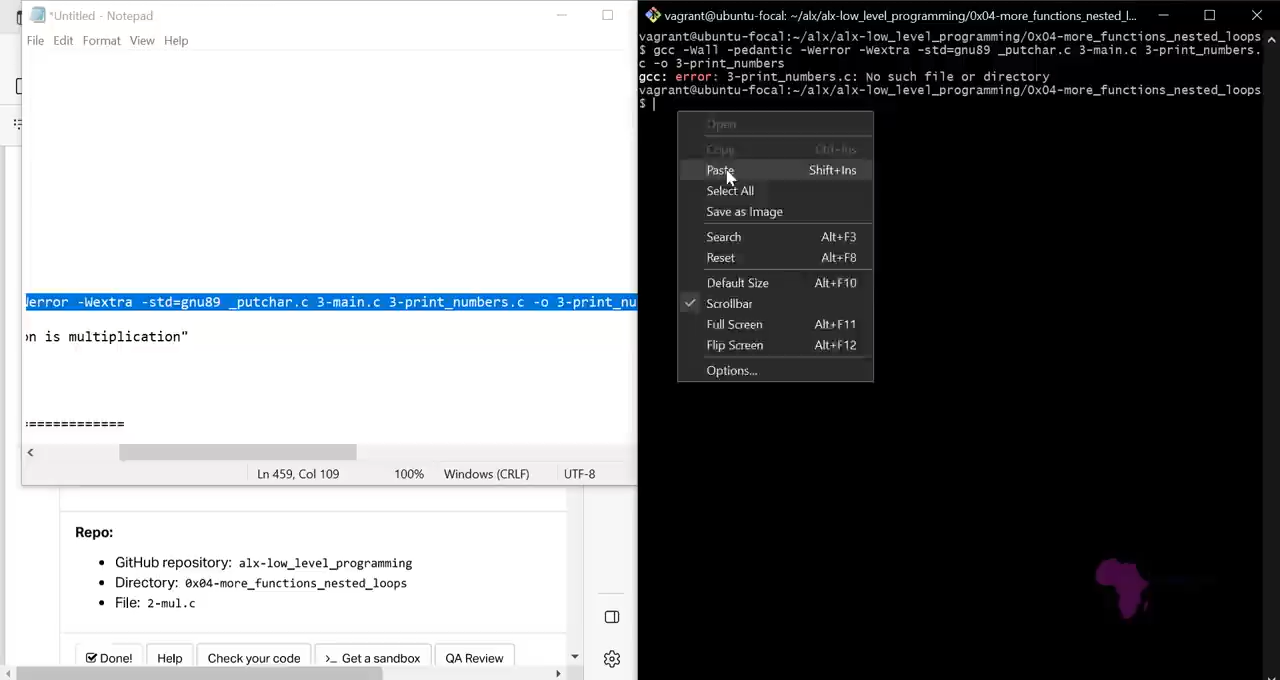 *Untitled - Notepad
File Edit Format View Help
error -Wextra -std=gnu89 _putchar.c 3-main.c 3-print_numbers.c -o 3-print_nu
on is multiplication"
============
Ln 459, Col 109 100% Windows (CRLF) UTF-8
Repo:
• GitHub repository: alx-low_level_programming
• Directory: 0x04-more_functions_nested_loops
• File: 2-mul.c
Done! Help Check your code >_ Get a sandbox QA Review
vagrant@ubuntu-focal: ~/alx/alx-low_level_programming/0x04-more_functions_nested_l...
vagrant@ubuntu-focal:~/alx/alx-low_level_programming/0x04-more_functions_nested_loops
$ gcc -Wall -pedantic -Werror -Wextra -std=gnu89 _putchar.c 3-main.c 3-print_numbers.
c -o 3-print_numbers
gcc: error: 3-print_numbers.c: No such file or directory
vagrant@ubuntu-focal:~/alx/alx-low_level_programming/0x04-more_functions_nested_loops
$
Open
Copy Ctrl+Ins
Paste Shift+Ins
Select All
Save as Image
Search Alt+F3
Reset Alt+F8
Default Size Alt+F10
Scrollbar
Full Screen Alt+F11
Flip Screen Alt+F12
Options...